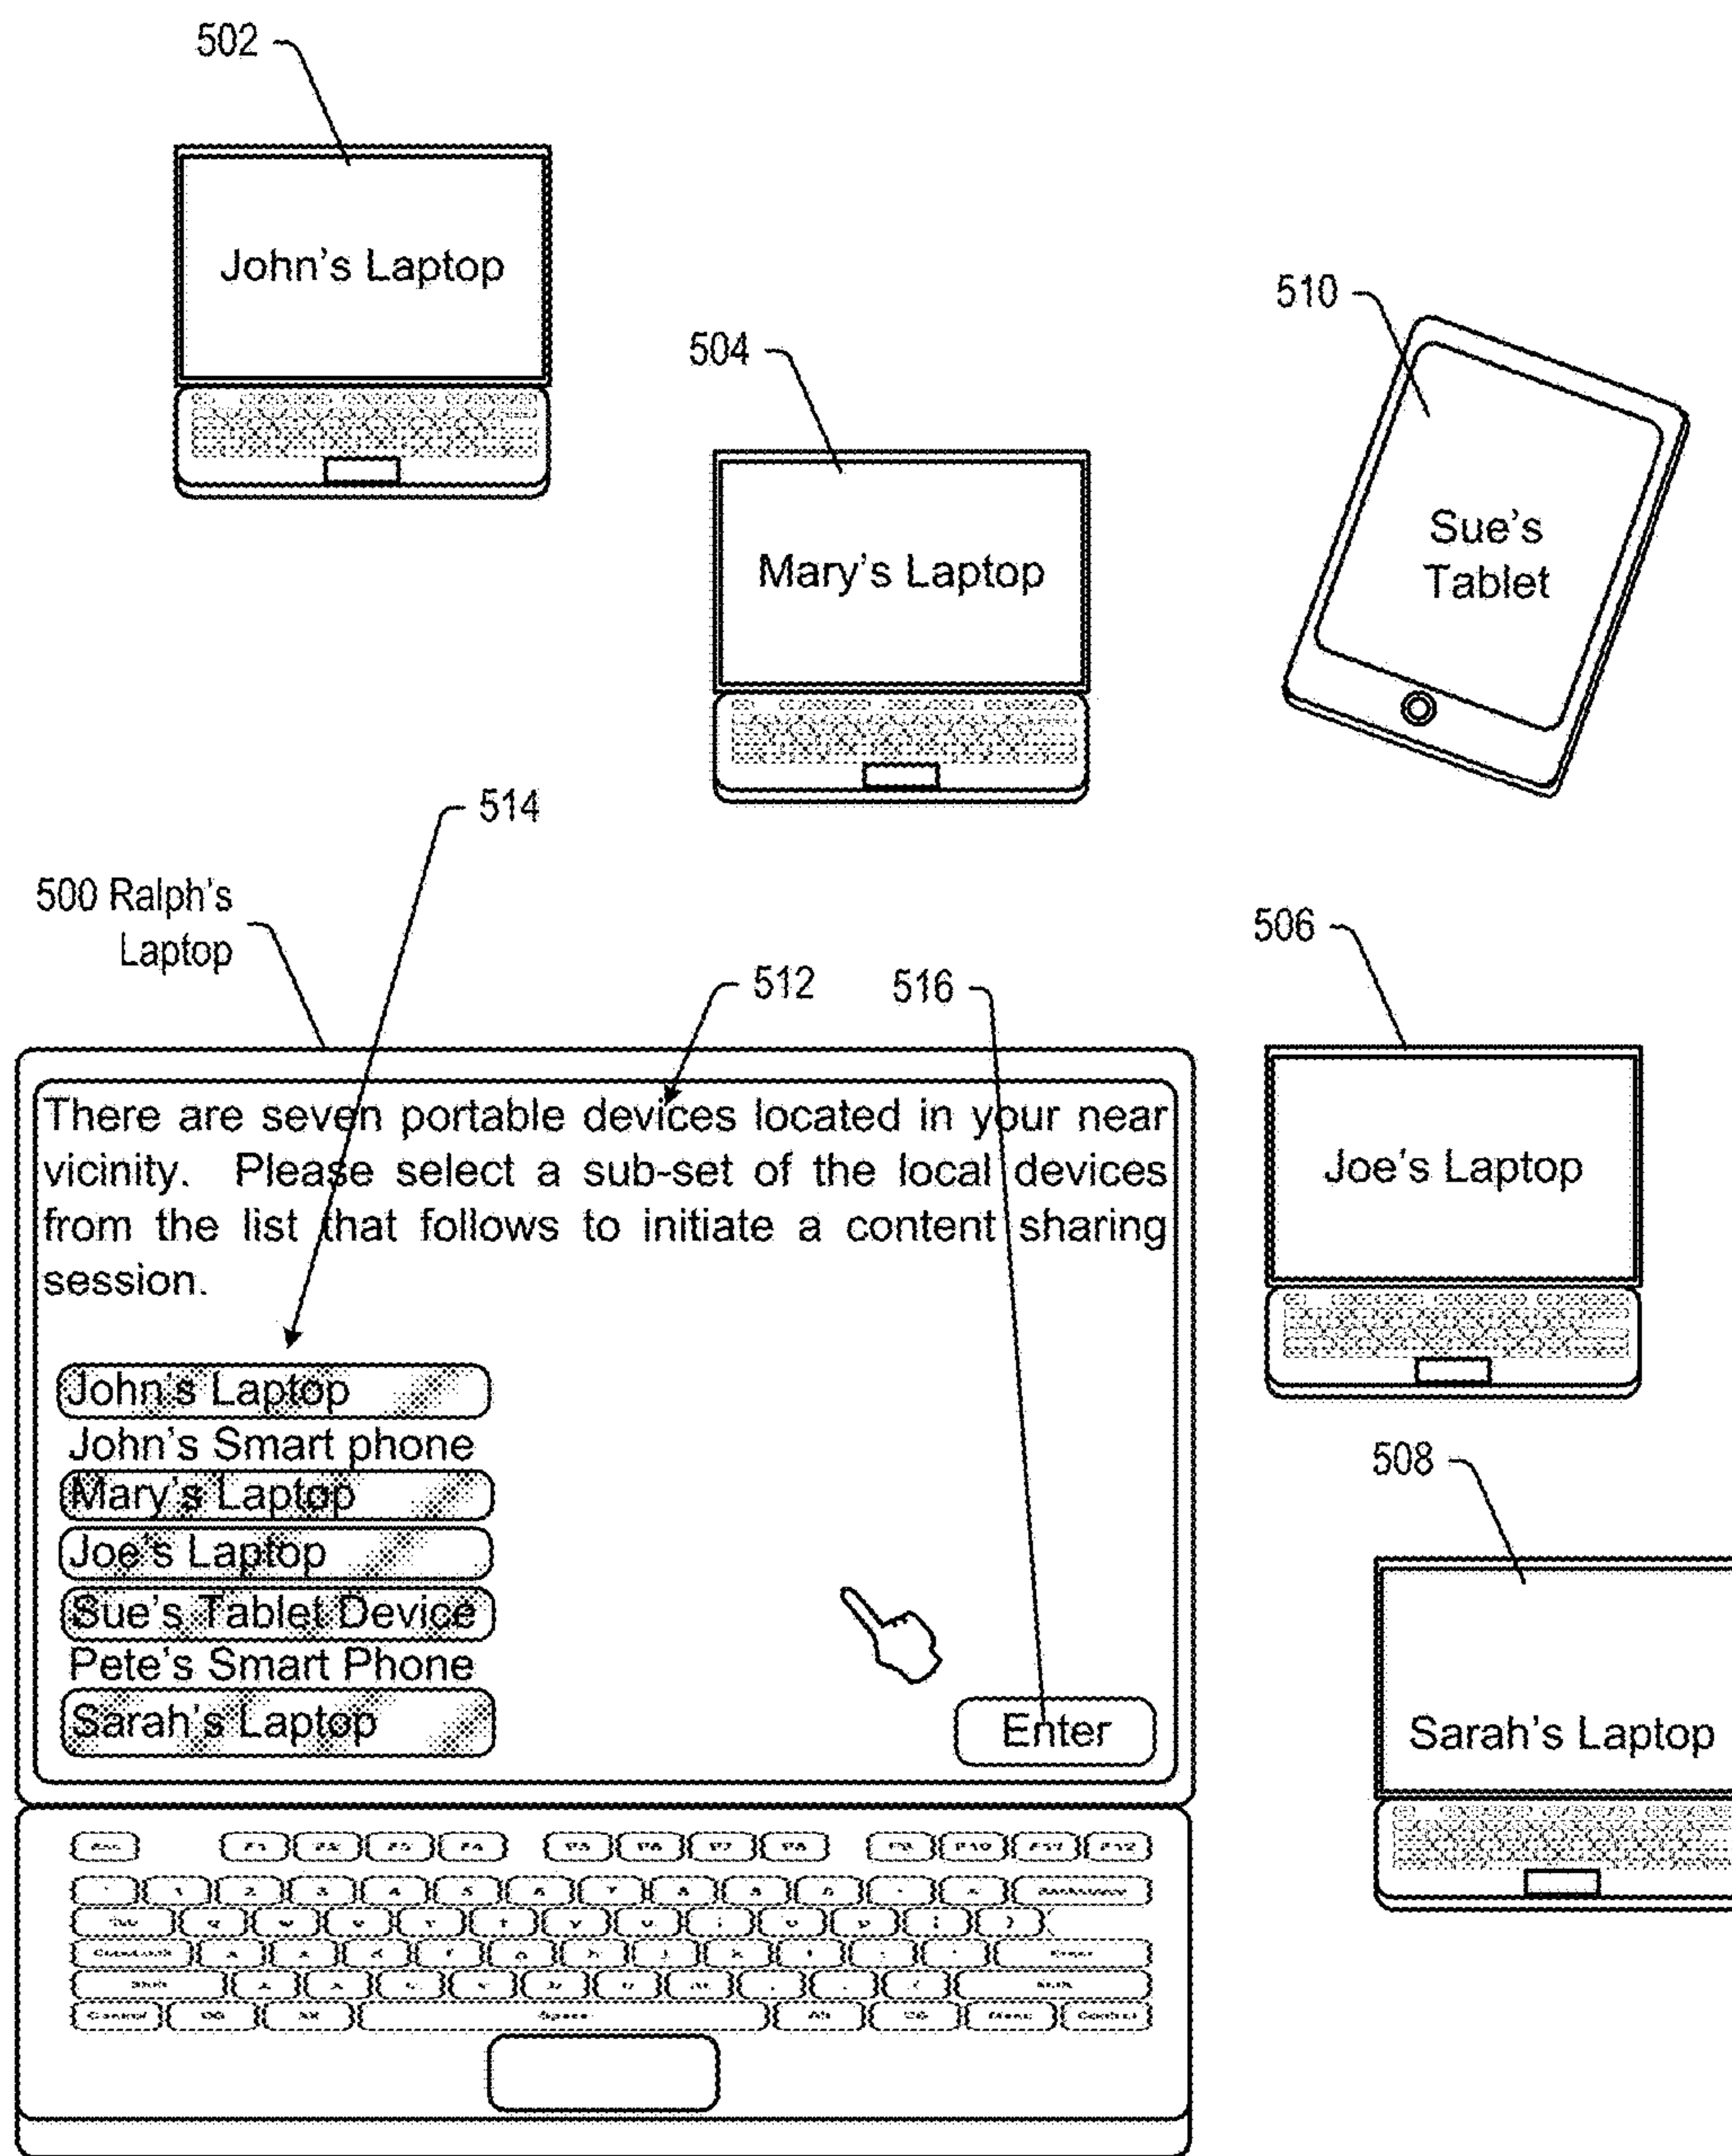 502
John's Laptop
504
Mary's Laptop
510
Sue's
Tablet
514
500 Ralph's
Laptop
512
516
506
Joe's Laptop
There are seven portable devices located in your near
vicinity. Please select a sub-set of the local devices
from the list that follows to initiate a content sharing
session.
John's Laptop
John's Smart phone
Mary's Laptop
Joe's Laptop
Sue's Tablet Device
Pete's Smart Phone
Sarah's Laptop
Enter
508
Sarah's Laptop